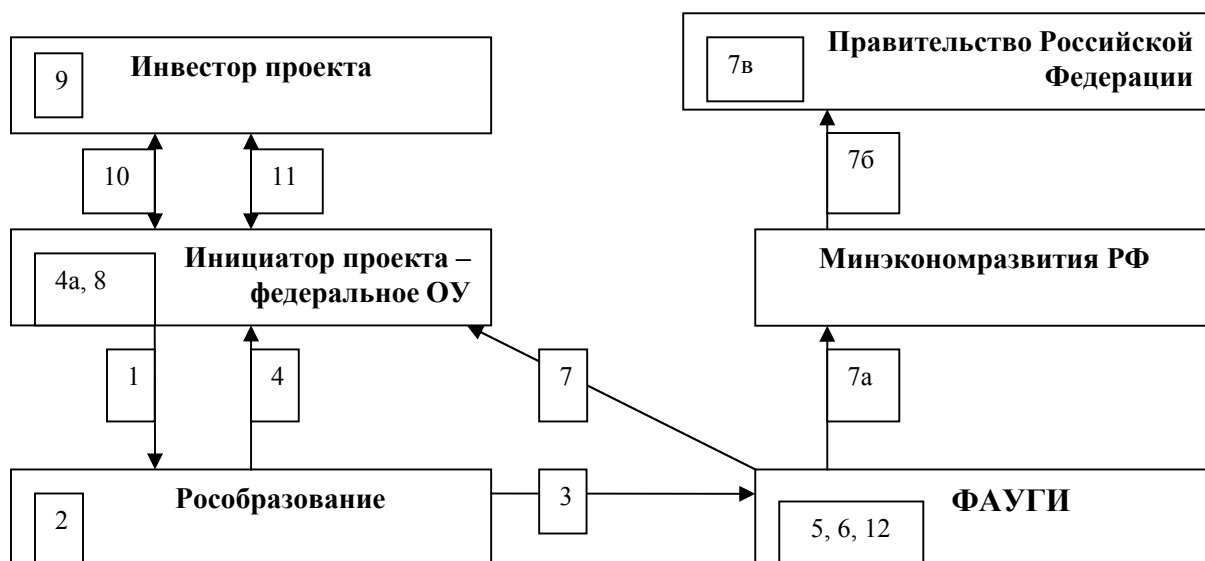 Правительство Российской
Федерации
7в
Инвестор проекта
9
10
11
7б
Инициатор проекта –
федеральное ОУ
4а, 8
Минэкономразвития РФ
1
4
7
7а
Рособразование
2
3
ФАУГИ
5, 6, 12